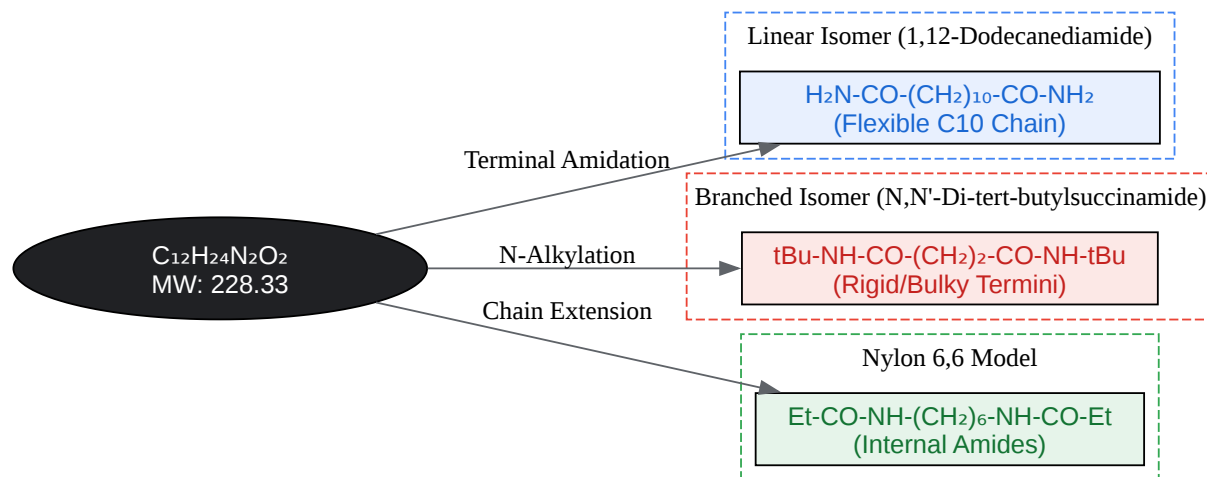 Linear Isomer (1,12-Dodecanediamide)
H₂N-CO-(CH₂)₁₀-CO-NH₂
(Flexible C10 Chain)
Terminal Amidation
Branched Isomer (N,N'-Di-tert-butylsuccinamide)
C₁₂H₂₄N₂O₂
MW: 228.33
N-Alkylation
tBu-NH-CO-(CH₂)₂-CO-NH-tBu
(Rigid/Bulky Termini)
Chain Extension
Nylon 6,6 Model
Et-CO-NH-(CH₂)₆-NH-CO-Et
(Internal Amides)